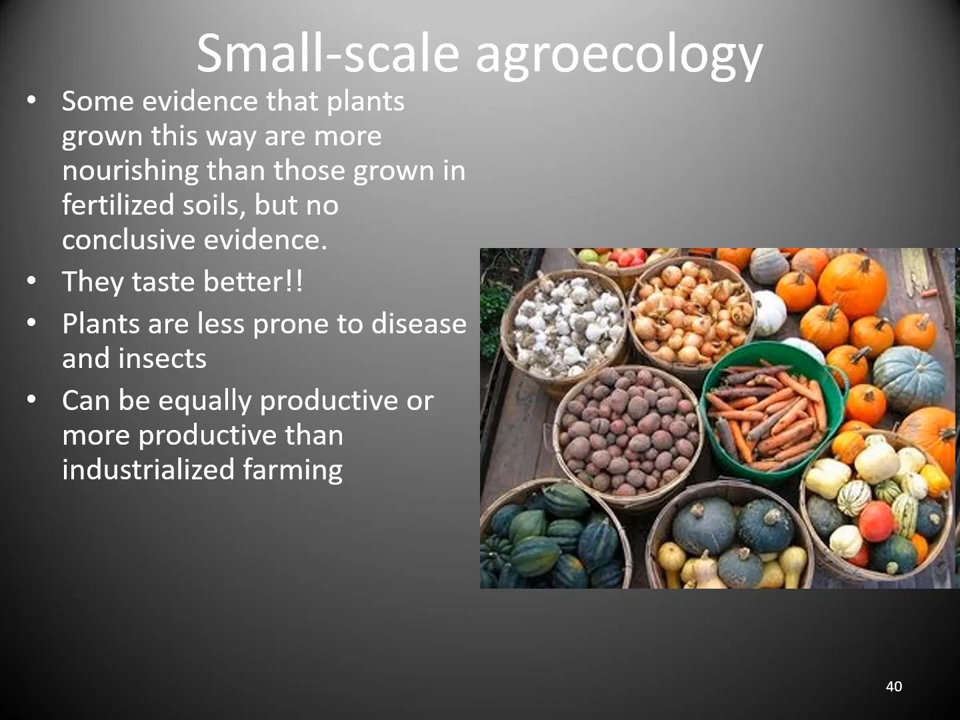 Small-scale agroecology
• Some evidence that plants
grown this way are more
nourishing than those grown in
fertilized soils, but no
conclusive evidence.
• They taste better!!
• Plants are less prone to disease
and insects
• Can be equally productive or
more productive than
industrialized farming
40